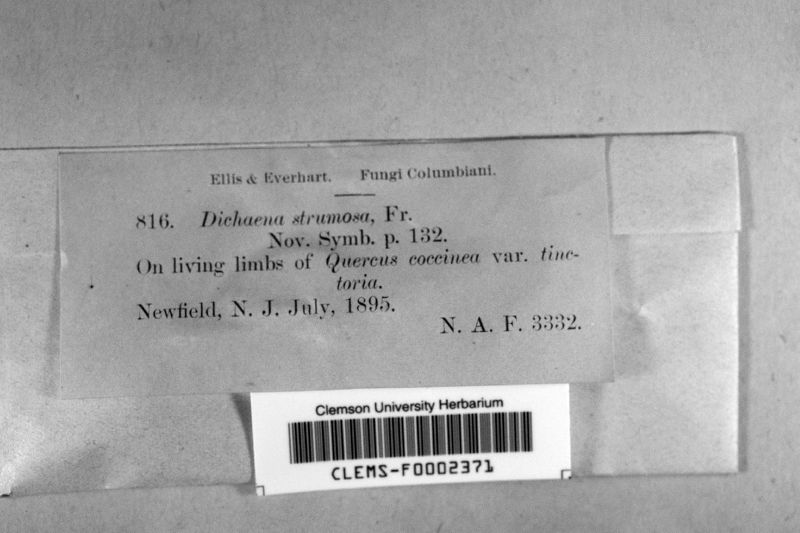 Ellis & Everhart. Fungi Columbiani.
816. Dichaena strumosa, Fr.
Nov. Symb. p. 132.
On living limbs of Quercus coccinea var. tinc-
toria.
Newfield, N. J. July, 1895.
N. A. F. 3332.
Clemson University Herbarium
CLEMS-F0002371